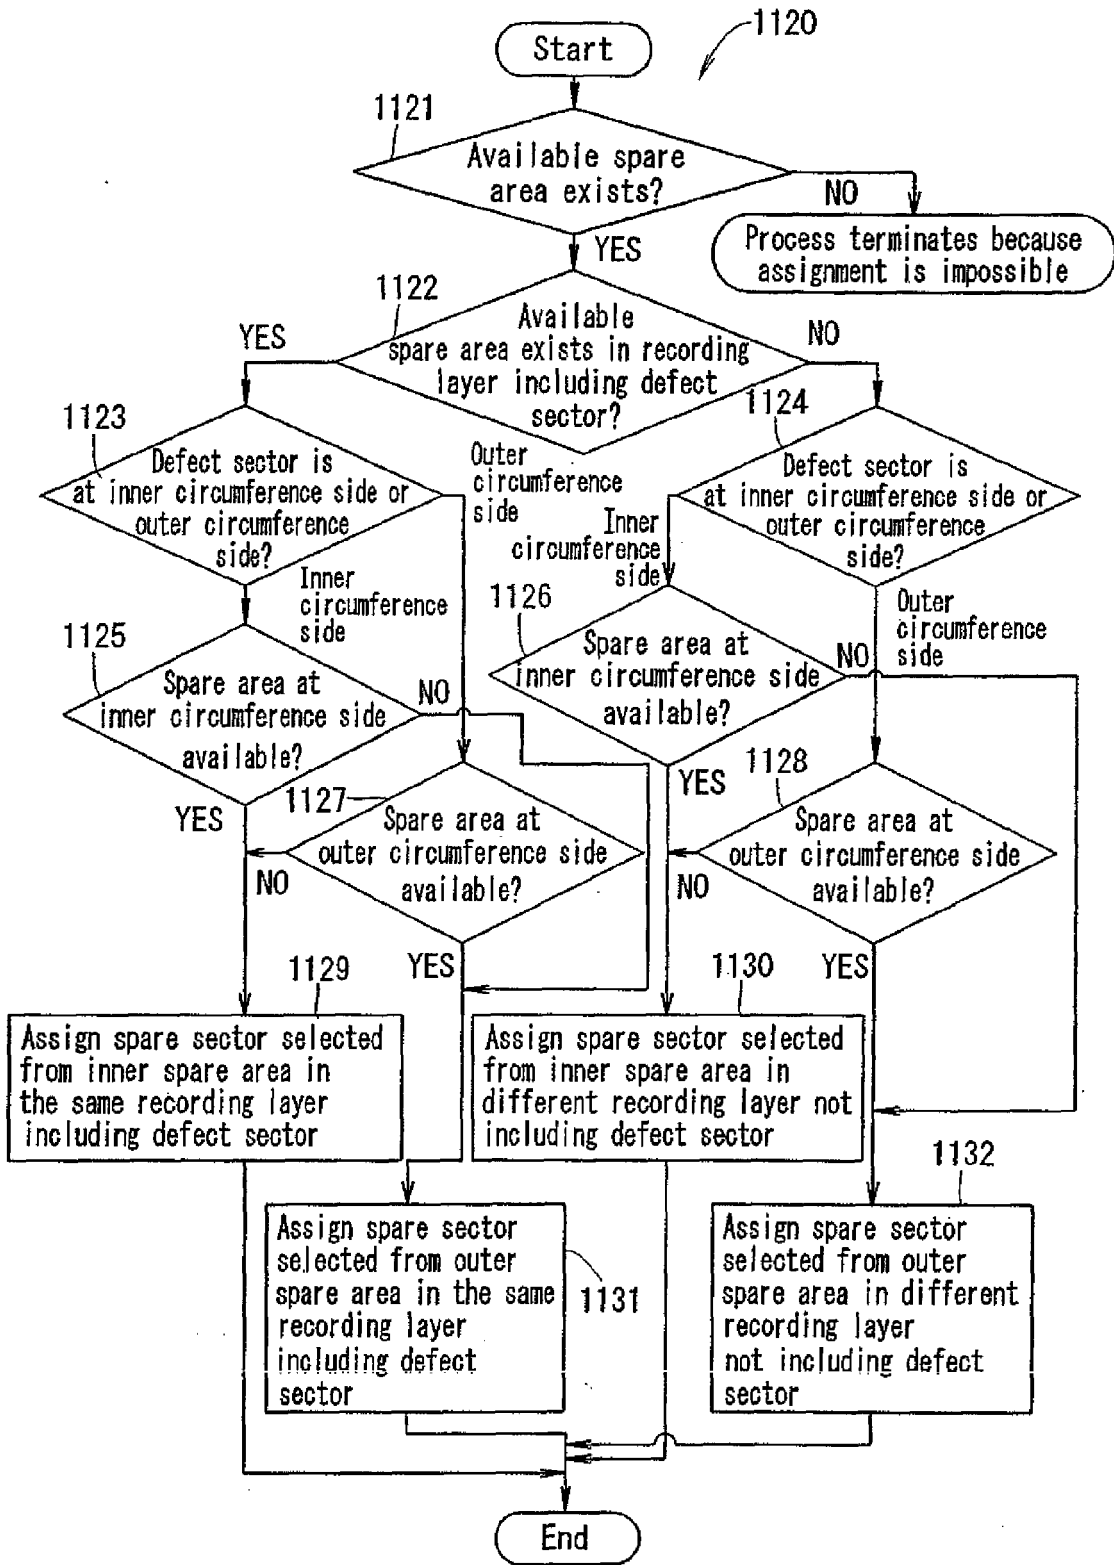 1120
Start
1121
Available spare
area exists?
NO
Process terminates because
assignment is impossible
YES
1122
Available
spare area exists in recording
layer including defect
sector?
YES
NO
1123
Defect sector is
at inner circumference side or
outer circumference
side?
Outer
circumference
side
1124
Defect sector is
at inner circumference side or
outer circumference
side?
Inner
circumference
side
Inner
circumference
side
Outer
circumference
side
1125
Spare area at
inner circumference side
available?
NO
YES
1126
Spare area at
inner circumference side
available?
NO
YES
1127
Spare area at
outer circumference side
available?
NO
YES
1128
Spare area at
outer circumference side
available?
NO
YES
1129
Assign spare sector selected
from inner spare area in
the same recording layer
including defect sector
1130
Assign spare sector selected
from inner spare area in
different recording layer not
including defect sector
1131
Assign spare sector
selected from outer
spare area in the same
recording layer
including defect
sector
1132
Assign spare sector
selected from outer
spare area in different
recording layer
not including defect
sector
End